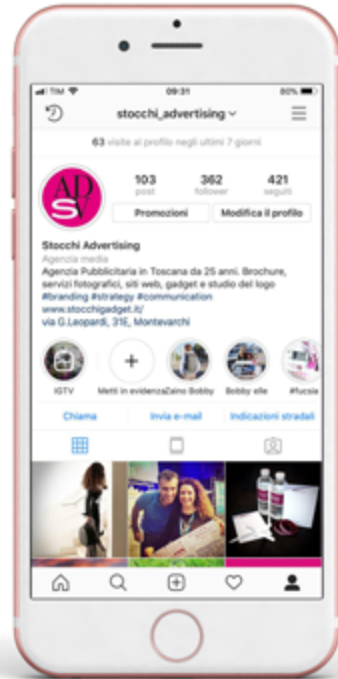 TIM 09:31 80%
stocchi_advertising
63 visite al profilo negli ultimi 7 giorni
ADSV
103 362 421
post follower seguiti
Promozioni Modifica il profilo
Stocchi Advertising
Agenzia media
Agenzia Pubblicitaria in Toscana da 25 anni. Brochure,
servizi fotografici, siti web, gadget e studio del logo
#branding #strategy #communication
www.stocchigadget.it/
via G.Leopardi, 31E, Montevarchi
IGTV Metti in evidenza Zaino Bobby Bobby elle #fucsia
Chiama Invia e-mail Indicazioni stradali